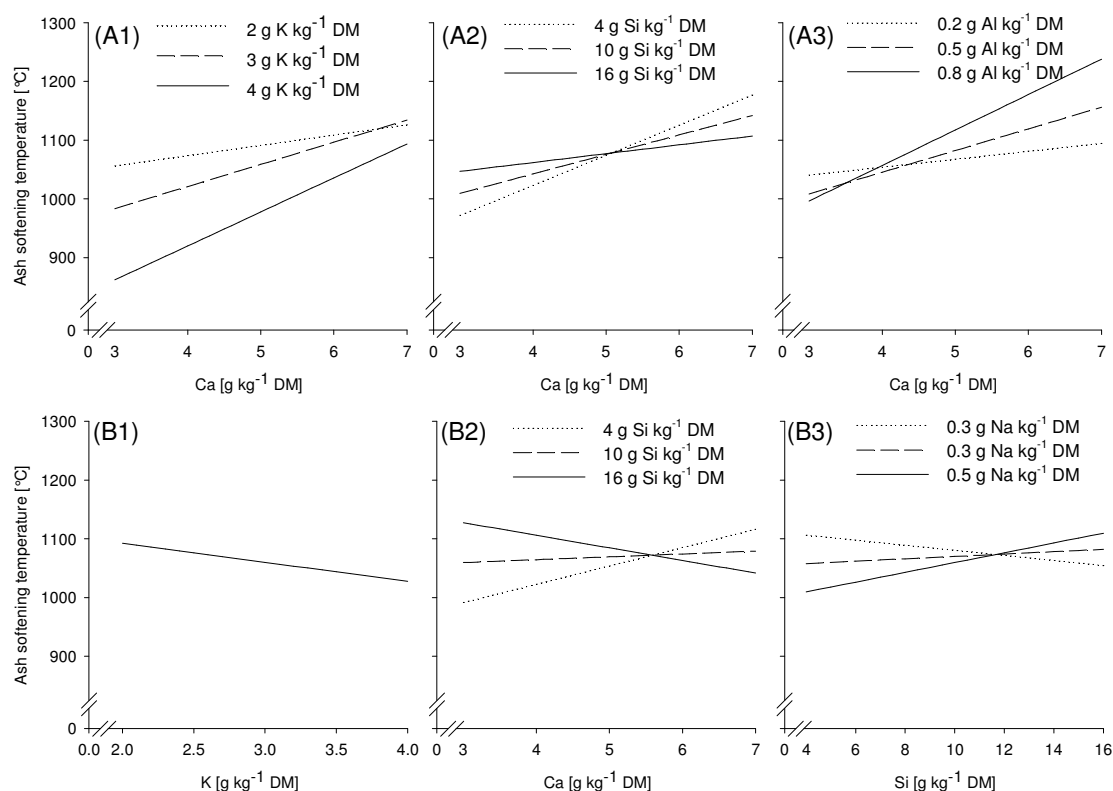 (A1)
2 g K kg-1 DM
3 g K kg-1 DM
4 g K kg-1 DM
Ash softening temperature [°C]
1300
1200
1100
1000
900
0
0 3 4 5 6 7
Ca [g kg-1 DM]
(A2)
4 g Si kg-1 DM
10 g Si kg-1 DM
16 g Si kg-1 DM
0 3 4 5 6 7
Ca [g kg-1 DM]
(A3)
0.2 g Al kg-1 DM
0.5 g Al kg-1 DM
0.8 g Al kg-1 DM
0 3 4 5 6 7
Ca [g kg-1 DM]
(B1)
Ash softening temperature [°C]
1300
1200
1100
1000
900
0
0.0 2.0 2.5 3.0 3.5 4.0
K [g kg-1 DM]
(B2)
4 g Si kg-1 DM
10 g Si kg-1 DM
16 g Si kg-1 DM
0 3 4 5 6 7
Ca [g kg-1 DM]
(B3)
0.3 g Na kg-1 DM
0.3 g Na kg-1 DM
0.5 g Na kg-1 DM
0 4 6 8 10 12 14 16
Si [g kg-1 DM]